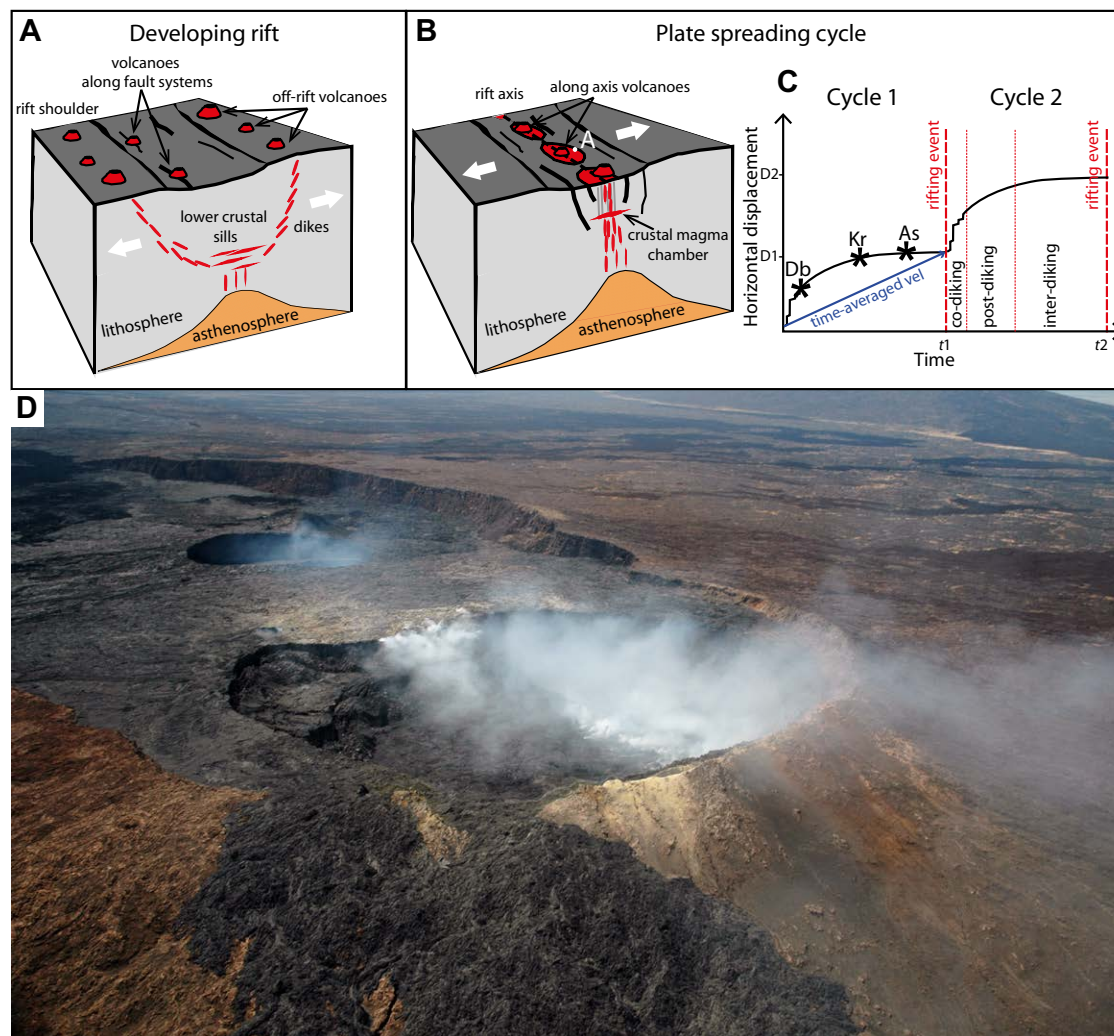 A
Developing rift
volcanoes
along fault systems
rift shoulder
off-rift volcanoes
lower crustal
sills
dikes
lithosphere
asthenosphere
B
Plate spreading cycle
rift axis
along axis volcanoes
A
crustal magma
chamber
lithosphere
asthenosphere
C
Cycle 1
Cycle 2
Horizontal displacement
D2
D1
Db
Kr
As
time-averaged vel
rifting event
rifting event
co-diking
post-diking
inter-diking
t1
t2
Time
D